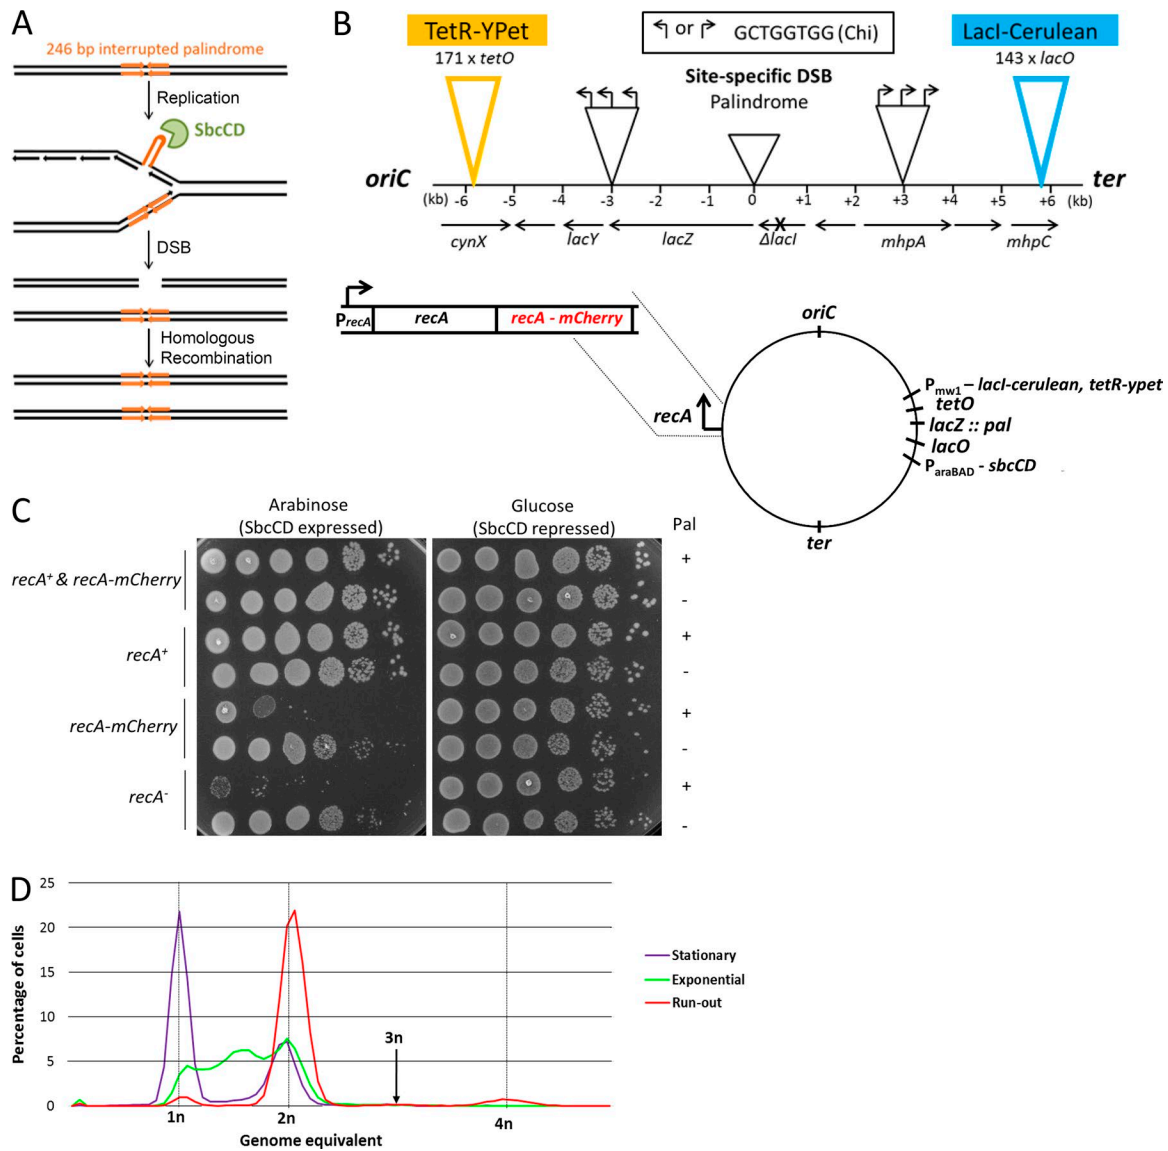 A
246 bp interrupted palindrome
Replication
SbcCD
DSB
Homologous
Recombination
B
TetR-YPet
171 x tetO
or GCTGGTGG (Chi)
Site-specific DSB
Palindrome
LacI-Cerulean
143 x lacO
oriC
ter
(kb) -6 -5 -4 -3 -2 -1 0 +1 +2 +3 +4 +5 +6 (kb)
cynX lacY lacZ ΔlacI mhpA mhpC
X
PrecA recA recA - mCherry
oriC
recA
Pmw1 – lacI-cerulean, tetR-ypet
tetO
lacZ :: pal
lacO
ParaBAD - sbcCD
ter
C
Arabinose
(SbcCD expressed)
Glucose
(SbcCD repressed)
Pal
recA⁺ & recA-mCherry
+
-
recA⁺
+
-
recA-mCherry
+
-
recA⁻
+
-
D
Percentage of cells
25
20
15
10
5
0
3n
1n 2n 4n
Genome equivalent
Stationary
Exponential
Run-out